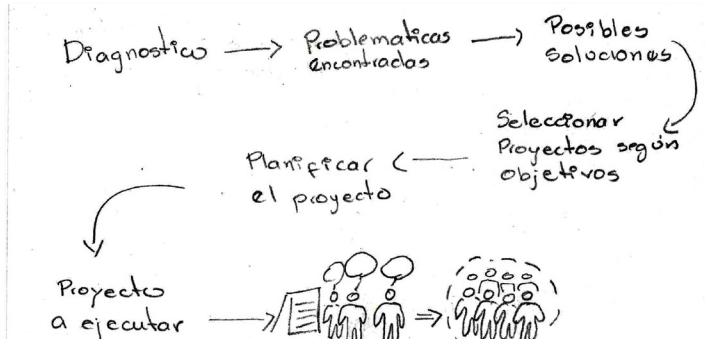 Diagnostico
Problematicas
encontradas
Posibles
soluciones
Seleccionar
Proyectos según
objetivos
Planificar
el proyecto
Proyecto
a ejecutar